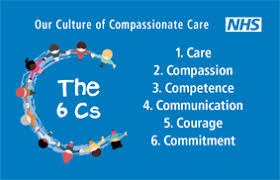 Our Culture of Compassionate Care NHS
The
6 Cs
1. Care
2. Compassion
3. Competence
4. Communication
5. Courage
6. Commitment